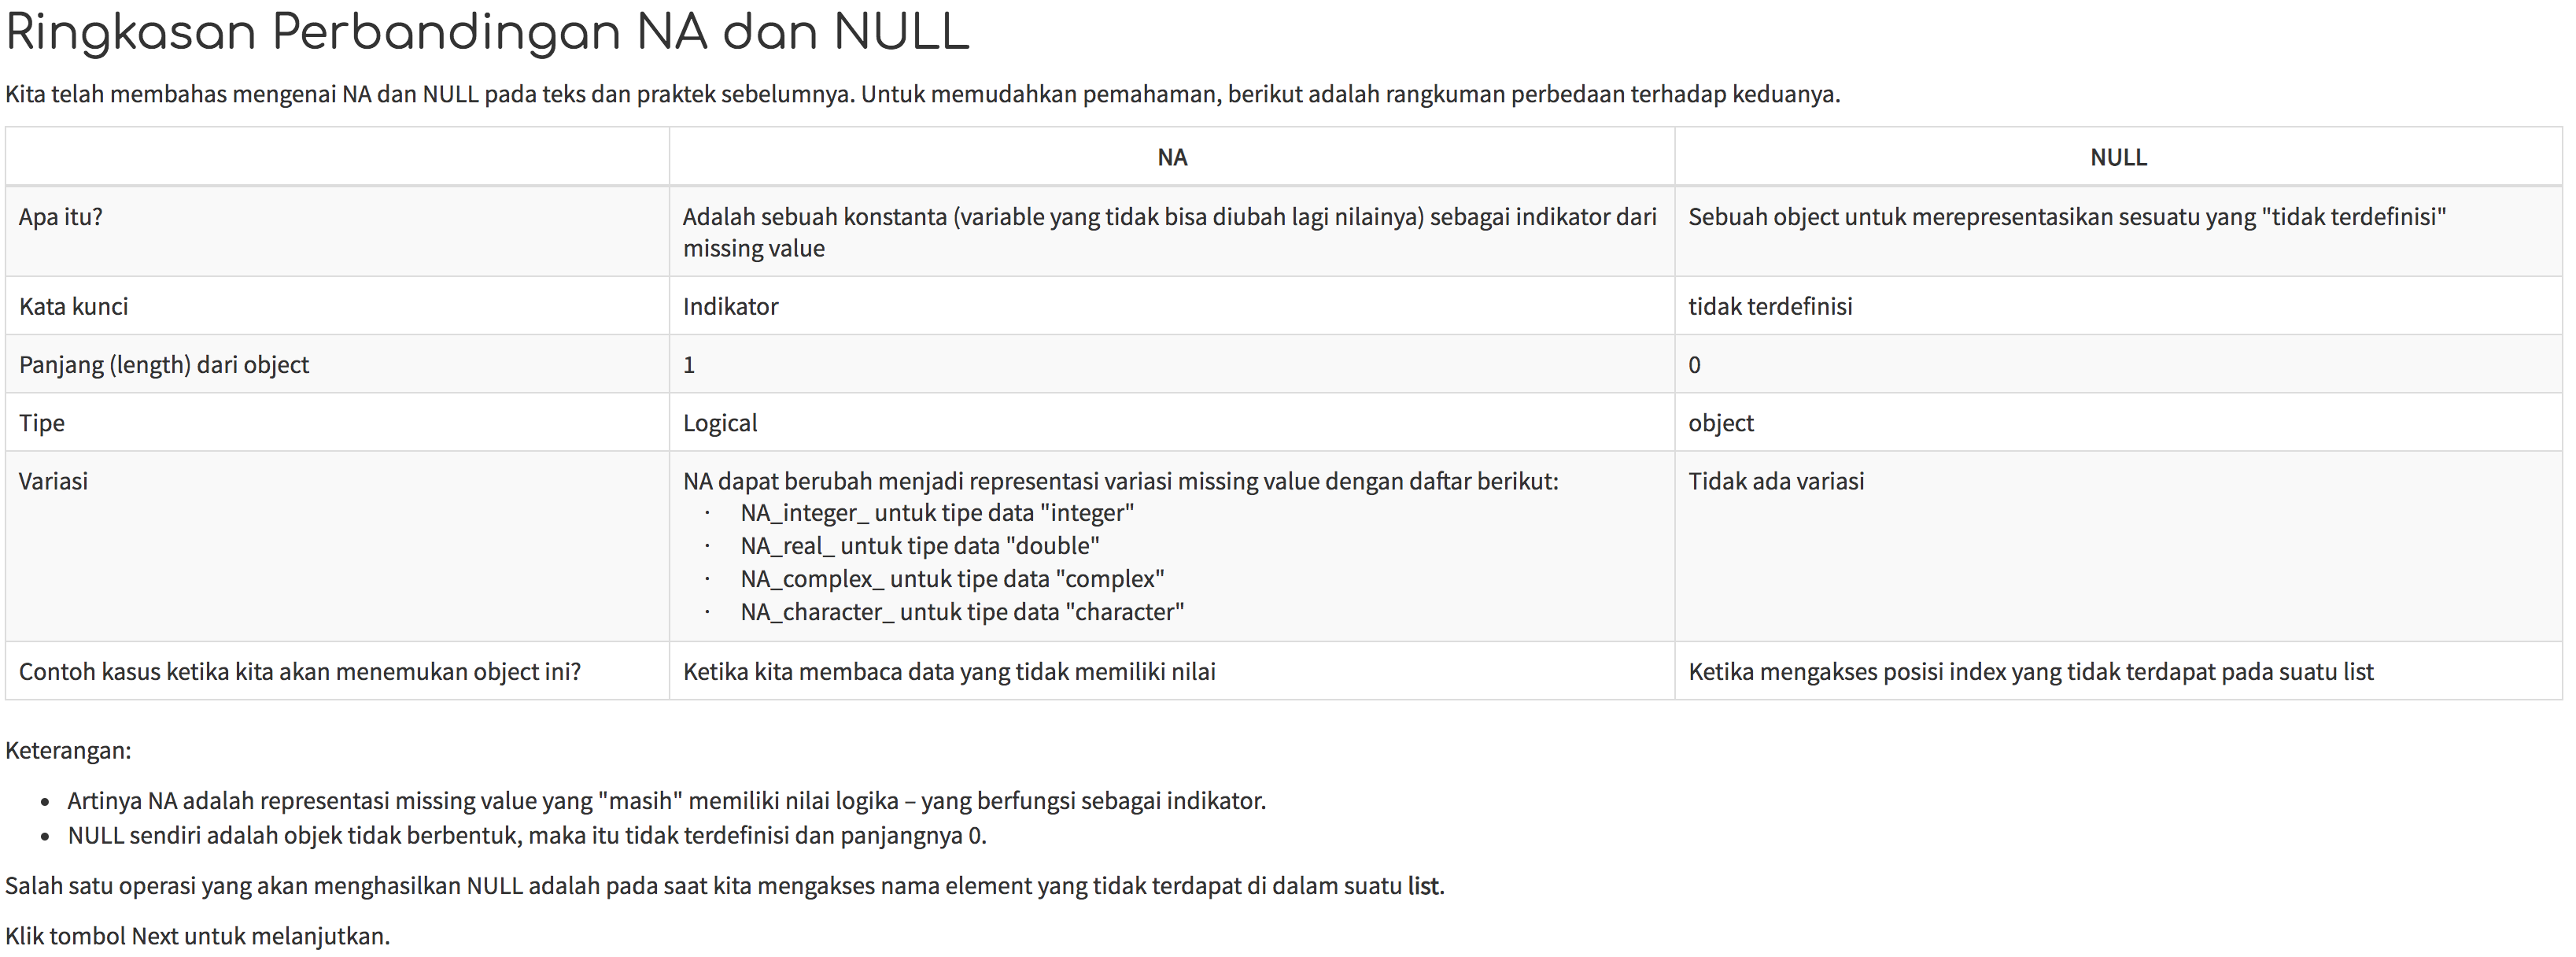 Ringkasan Perbandingan NA dan NULL
Kita telah membahas mengenai NA dan NULL pada teks dan praktek sebelumnya. Untuk memudahkan pemahaman, berikut adalah rangkuman perbedaan terhadap keduanya.
NA NULL
Apa itu? Adalah sebuah konstanta (variable yang tidak bisa diubah lagi nilainya) sebagai indikator dari Sebuah object untuk merepresentasikan sesuatu yang "tidak terdefinisi"
missing value
Kata kunci Indikator tidak terdefinisi
Panjang (length) dari object 1 0
Tipe Logical object
Variasi NA dapat berubah menjadi representasi variasi missing value dengan daftar berikut: Tidak ada variasi
· NA_integer_ untuk tipe data "integer"
· NA_real_ untuk tipe data "double"
· NA_complex_ untuk tipe data "complex"
· NA_character_ untuk tipe data "character"
Contoh kasus ketika kita akan menemukan object ini? Ketika kita membaca data yang tidak memiliki nilai Ketika mengakses posisi index yang tidak terdapat pada suatu list
Keterangan:
• Artinya NA adalah representasi missing value yang "masih" memiliki nilai logika – yang berfungsi sebagai indikator.
• NULL sendiri adalah objek tidak berbentuk, maka itu tidak terdefinisi dan panjangnya 0.
Salah satu operasi yang akan menghasilkan NULL adalah pada saat kita mengakses nama element yang tidak terdapat di dalam suatu list.
Klik tombol Next untuk melanjutkan.